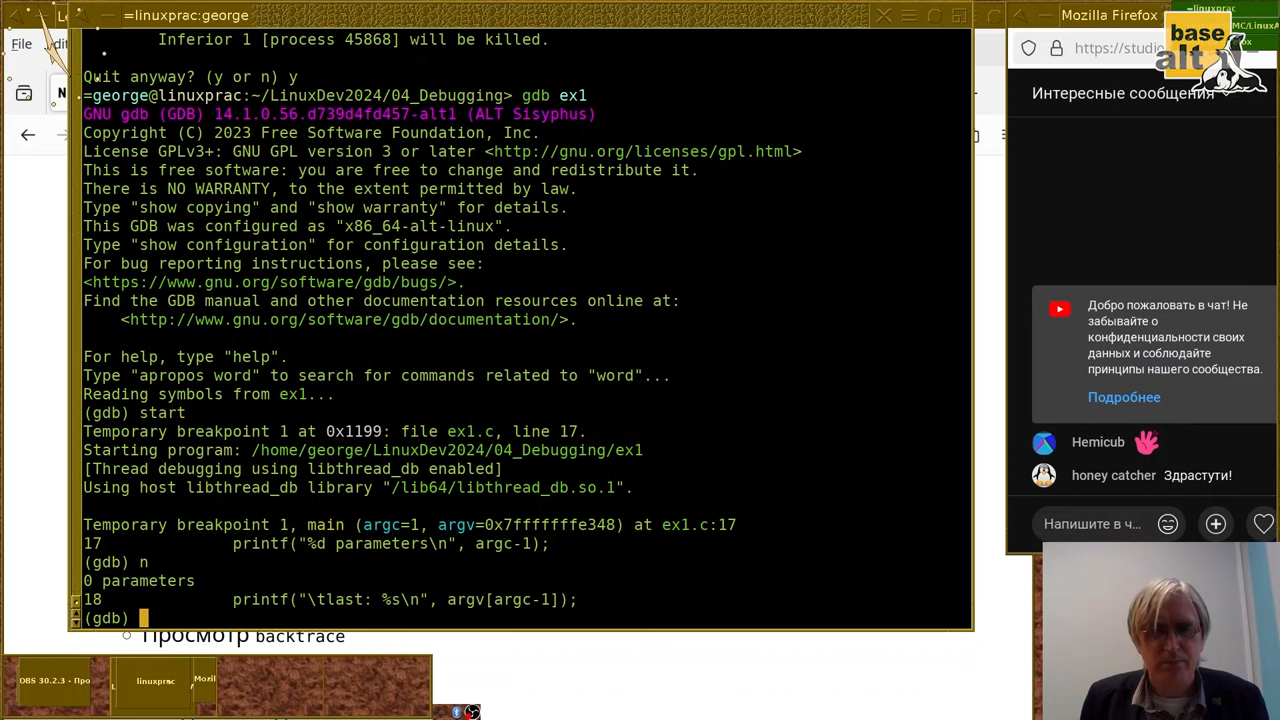 =linuxprac:george
File
Inferior 1 [process 45868] will be killed.
Quit anyway? (y or n) y
=george@linuxprac:~/LinuxDev2024/04_Debugging> gdb ex1
GNU gdb (GDB) 14.1.0.56.d739d4fd457-alt1 (ALT Sisyphus)
Copyright (C) 2023 Free Software Foundation, Inc.
License GPLv3+: GNU GPL version 3 or later <http://gnu.org/licenses/gpl.html>
This is free software: you are free to change and redistribute it.
There is NO WARRANTY, to the extent permitted by law.
Type "show copying" and "show warranty" for details.
This GDB was configured as "x86_64-alt-linux".
Type "show configuration" for configuration details.
For bug reporting instructions, please see:
<https://www.gnu.org/software/gdb/bugs/>.
Find the GDB manual and other documentation resources online at:
<http://www.gnu.org/software/gdb/documentation/>.
For help, type "help".
Type "apropos word" to search for commands related to "word"...
Reading symbols from ex1...
(gdb) start
Temporary breakpoint 1 at 0x1199: file ex1.c, line 17.
Starting program: /home/george/LinuxDev2024/04_Debugging/ex1
[Thread debugging using libthread_db enabled]
Using host libthread_db library "/lib64/libthread_db.so.1".
Temporary breakpoint 1, main (argc=1, argv=0x7fffffffe348) at ex1.c:17
17 printf("%d parameters\n", argc-1);
(gdb) n
0 parameters
18 printf("\tlast: %s\n", argv[argc-1]);
(gdb)
Просмотр backtrace
OBS 30.2.3 - Про
linuxprac
Mozil
Mozilla Firefox
linuxprac
https://studio
base
alt
Интересные сообщения
Добро пожаловать в чат! Не
забывайте о
конфиденциальности своих
данных и соблюдайте
принципы нашего сообщества.
Подробнее
Hemicub
honey catcher Здрастути!
Напишите в ч...